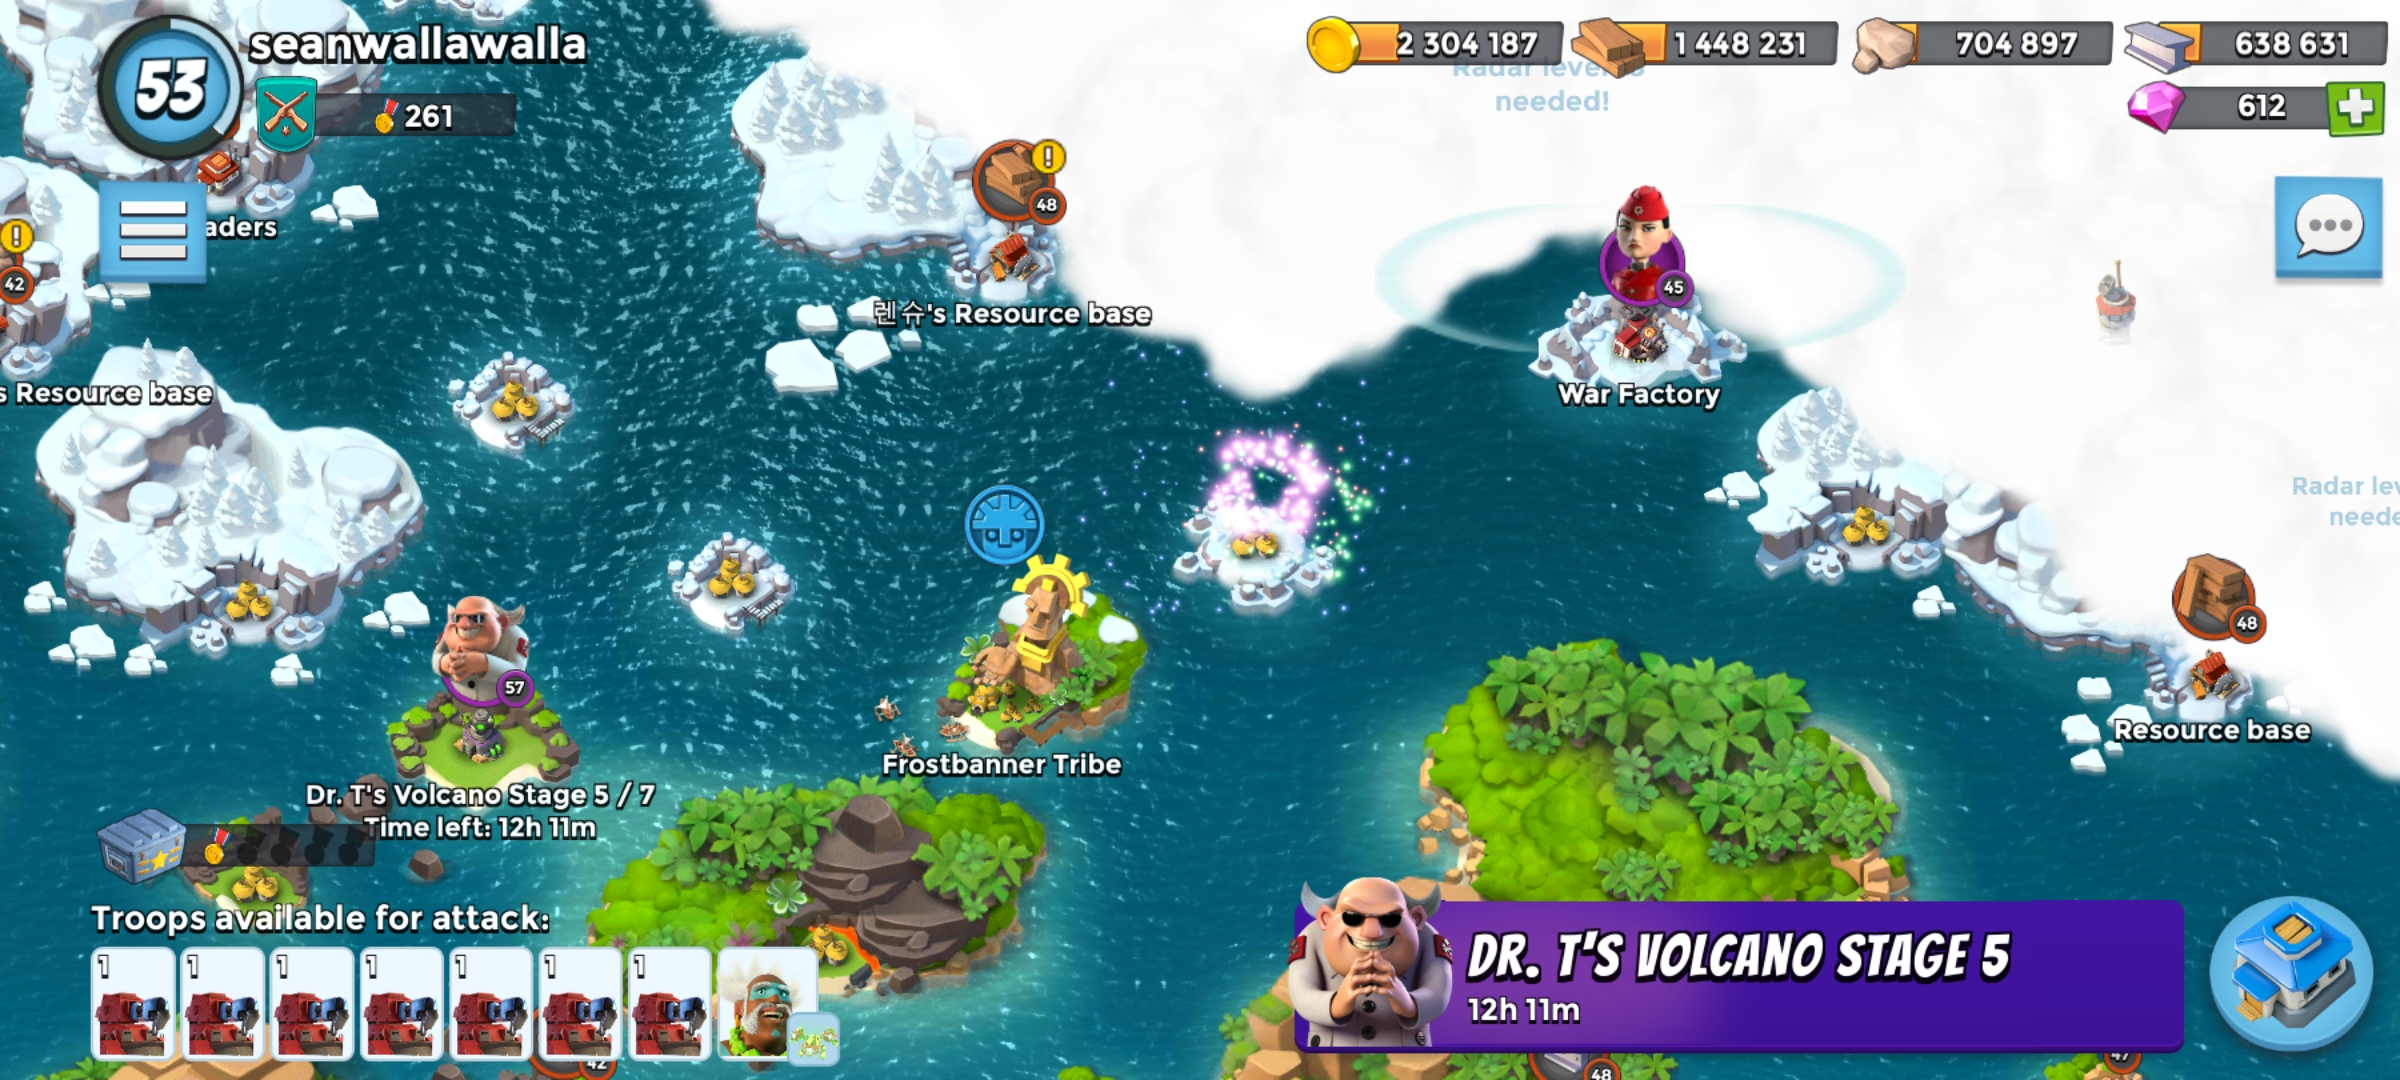 53
seanwallawalla
261
2 304 187
1 448 231
704 897
638 631
612
needed!
48
42
aders
렌슈's Resource base
45
War Factory
s Resource base
Radar lev
neede
48
Resource base
57
Frostbanner Tribe
Dr. T's Volcano Stage 5 / 7
Time left: 12h 11m
Troops available for attack:
1
1
1
1
1
1
1
DR. T'S VOLCANO STAGE 5
12h 11m
42
48
47